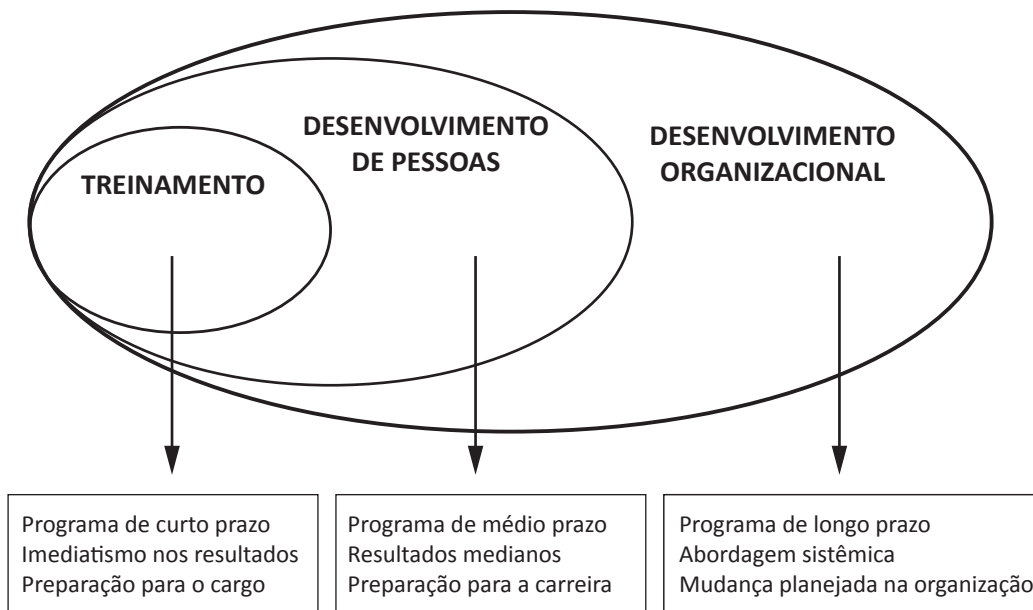 TREINAMENTO
DESENVOLVIMENTO
DE PESSOAS
DESENVOLVIMENTO
ORGANIZACIONAL
Programa de curto prazo
Imediatismo nos resultados
Preparação para o cargo
Programa de médio prazo
Resultados medianos
Preparação para a carreira
Programa de longo prazo
Abordagem sistêmica
Mudança planejada na organização